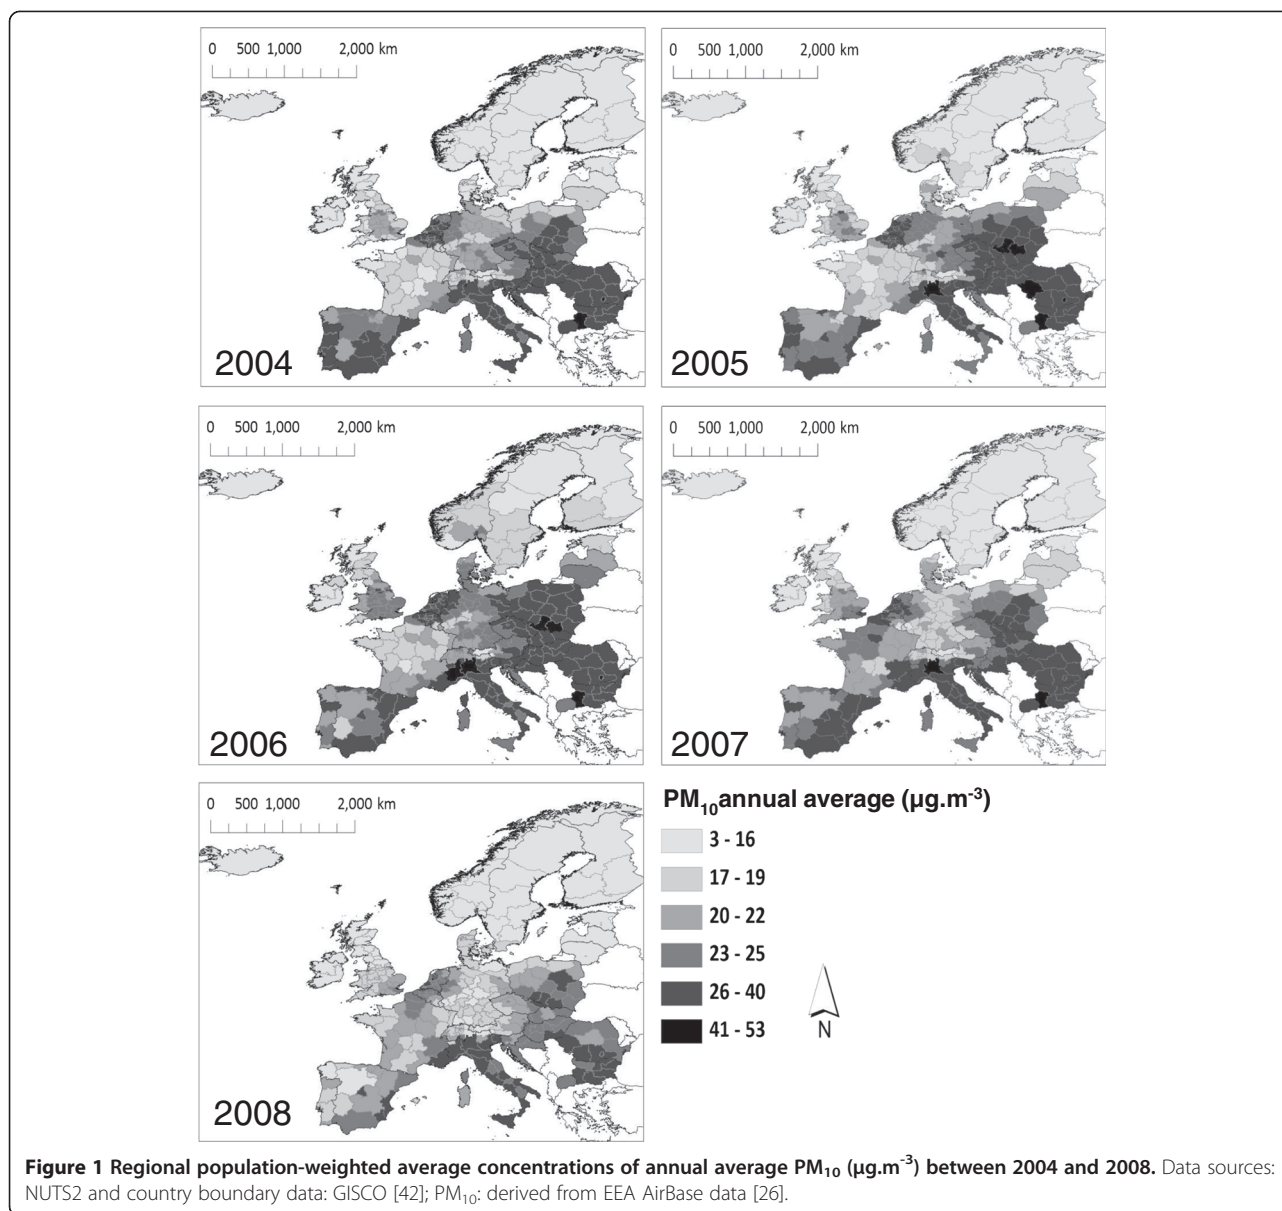 0 500 1,000 2,000 km
2004
0 500 1,000 2,000 km
2005
0 500 1,000 2,000 km
2006
0 500 1,000 2,000 km
2007
0 500 1,000 2,000 km
2008
PM₁₀ annual average (µg.m⁻³)
3 - 16
17 - 19
20 - 22
23 - 25
26 - 40
41 - 53
N
Figure 1 Regional population-weighted average concentrations of annual average PM₁₀ (µg.m⁻³) between 2004 and 2008. Data sources:
NUTS2 and country boundary data: GISCO [42]; PM₁₀: derived from EEA AirBase data [26].